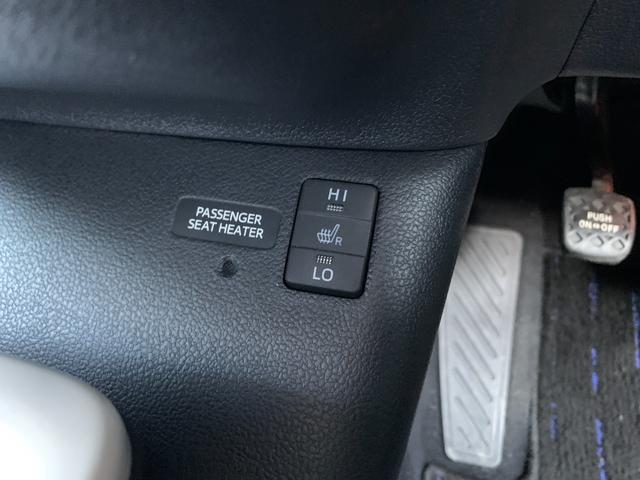 PASSENGER
SEAT HEATER
HI
R
LO
PUSH
ON⇔OFF